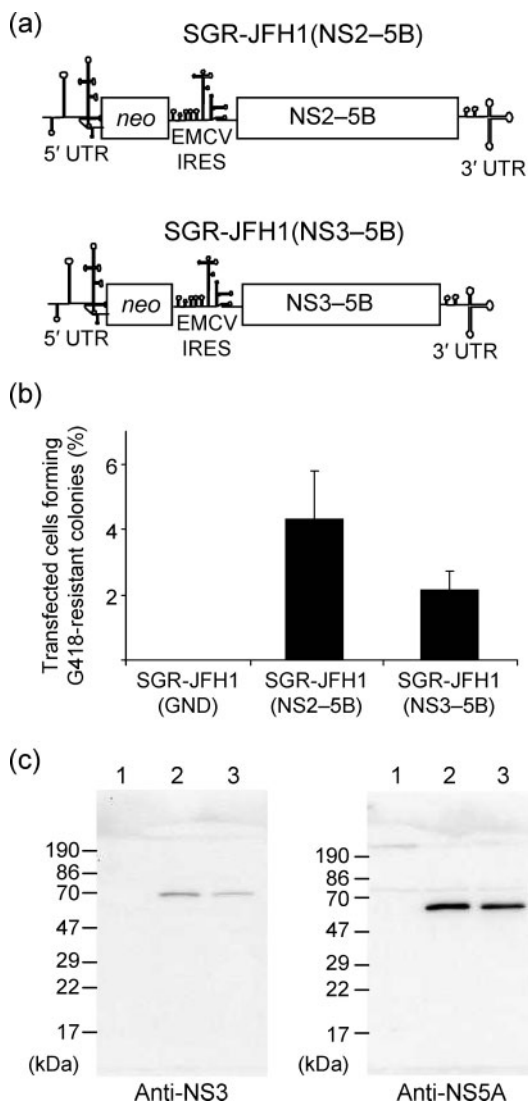 (a)
SGR-JFH1(NS2–5B)
neo
NS2–5B
5′ UTR
EMCV
IRES
3′ UTR
SGR-JFH1(NS3–5B)
neo
NS3–5B
5′ UTR
EMCV
IRES
3′ UTR
(b)
Transfected cells forming
G418-resistant colonies (%)
6
4
2
SGR-JFH1
(GND)
SGR-JFH1
(NS2–5B)
SGR-JFH1
(NS3–5B)
(c)
1 2 3
190
86
70
47
29
22
17
(kDa)
Anti-NS3
1 2 3
190
86
70
47
29
22
17
(kDa)
Anti-NS5A